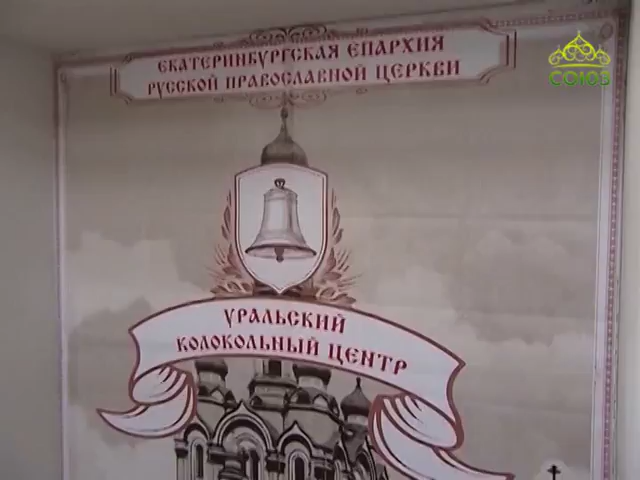 ЕКАТЕРИНБУРГСКАЯ ЕПАРХИЯ
РУССКОЙ ПРАВОСЛАВНОЙ ЦЕРКВИ
СОЮЗ
УРАЛЬСКИЙ
КОЛОКОЛЬНЫЙ ЦЕНТР